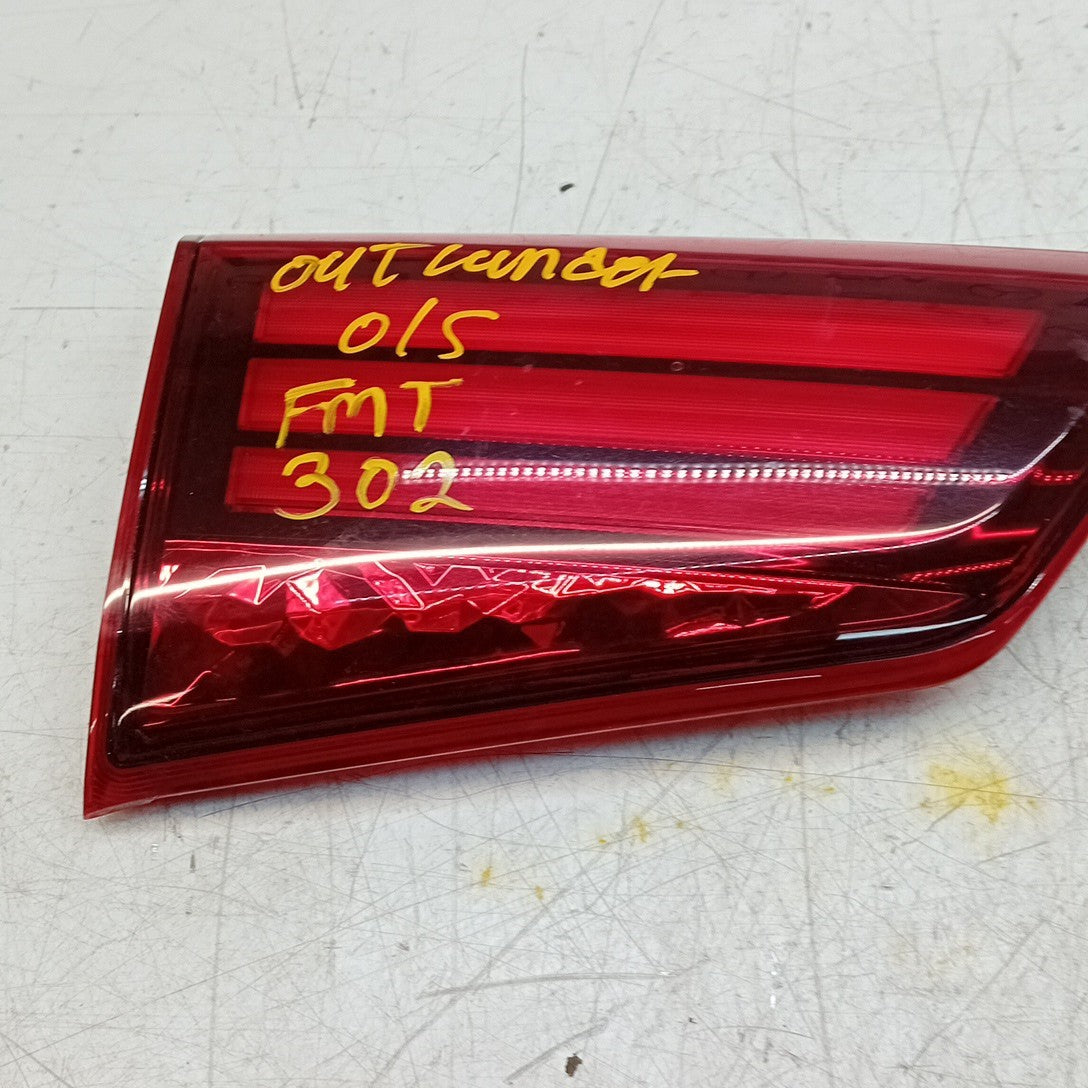 OUTLander
O/S
FMT
302